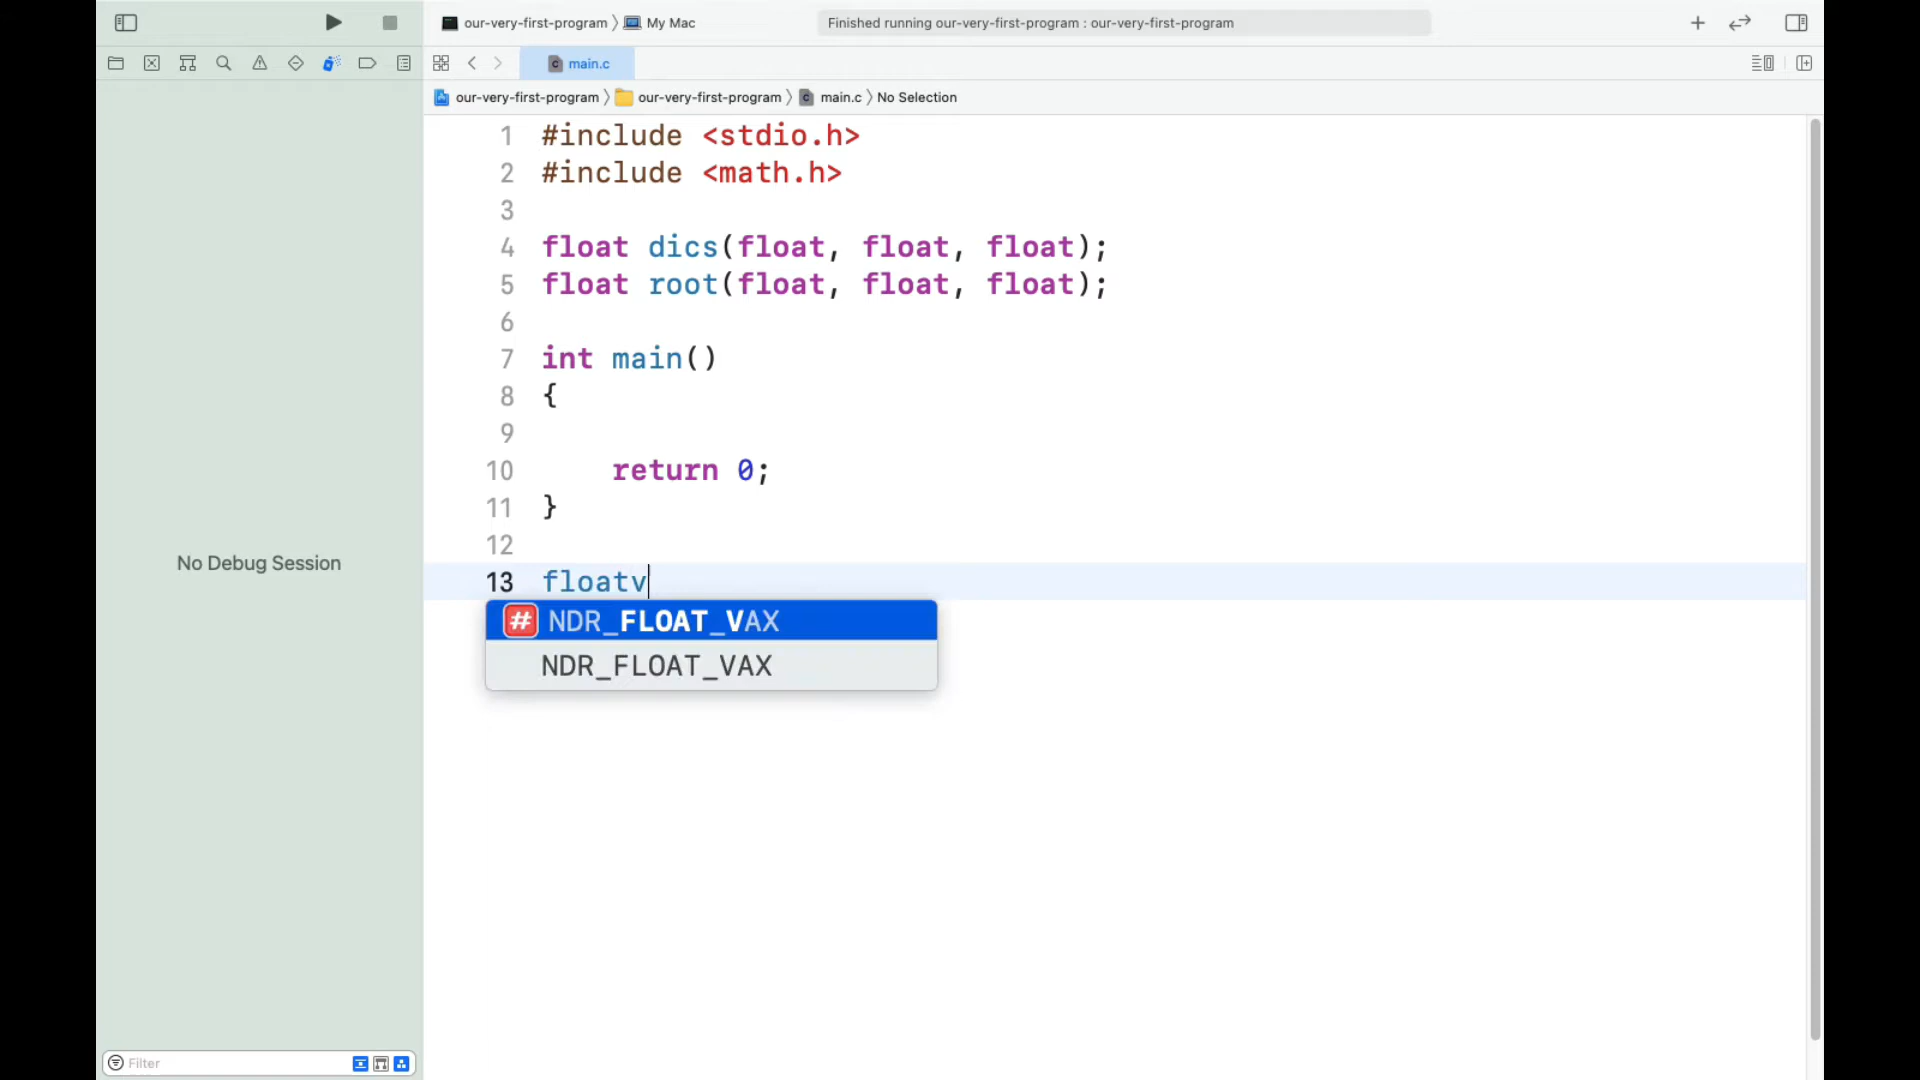 our-very-first-program 〉 My Mac
Finished running our-very-first-program : our-very-first-program
main.c
our-very-first-program 〉 our-very-first-program 〉 main.c 〉 No Selection
1 #include <stdio.h>
2 #include <math.h>
3
4 float dics(float, float, float);
5 float root(float, float, float);
6
7 int main()
8 {
9
10 return 0;
11 }
12
13 floatv
# NDR_FLOAT_VAX
NDR_FLOAT_VAX
No Debug Session
Filter